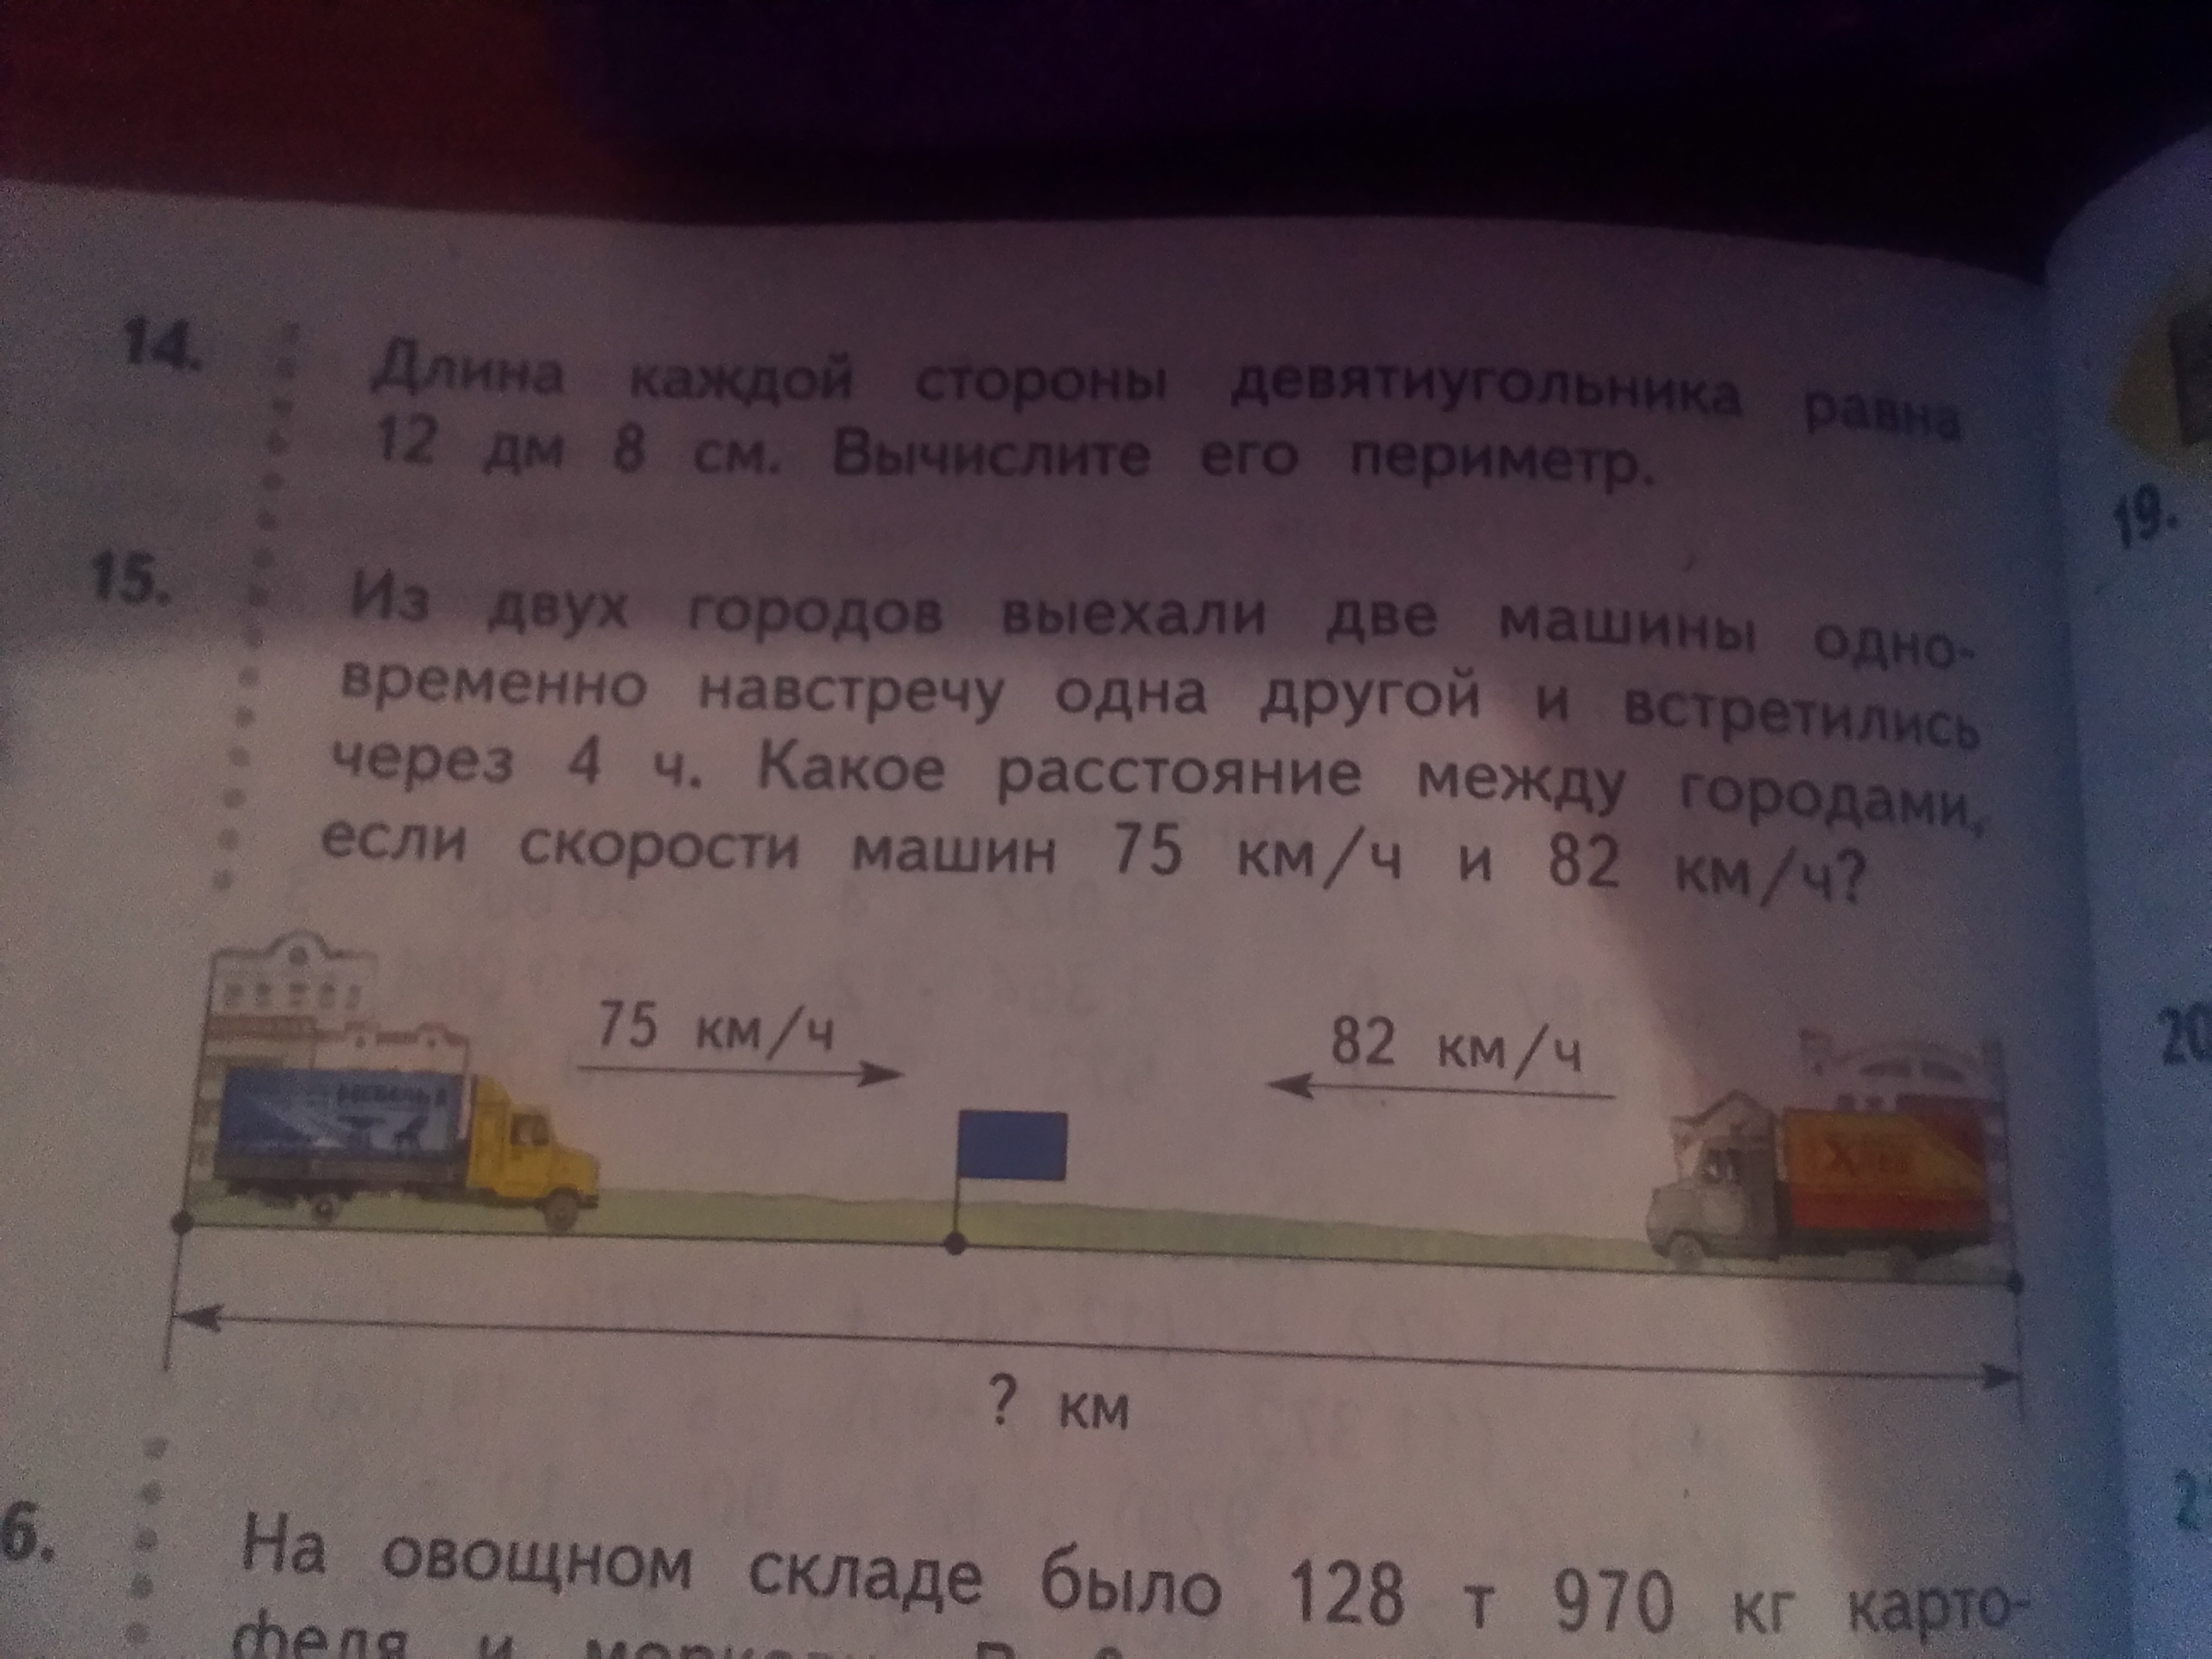 14. Длина каждой стороны девятиугольника равна
12 дм 8 см. Вычислите его периметр.
19.
15. Из двух городов выехали две машины одно-
временно навстречу одна другой и встретились
через 4 ч. Какое расстояние между городами,
если скорости машин 75 км/ч и 82 км/ч?
75 км/ч
82 км/ч
20
? км
6. На овощном складе было 128 т 970 кг карто-
феля и